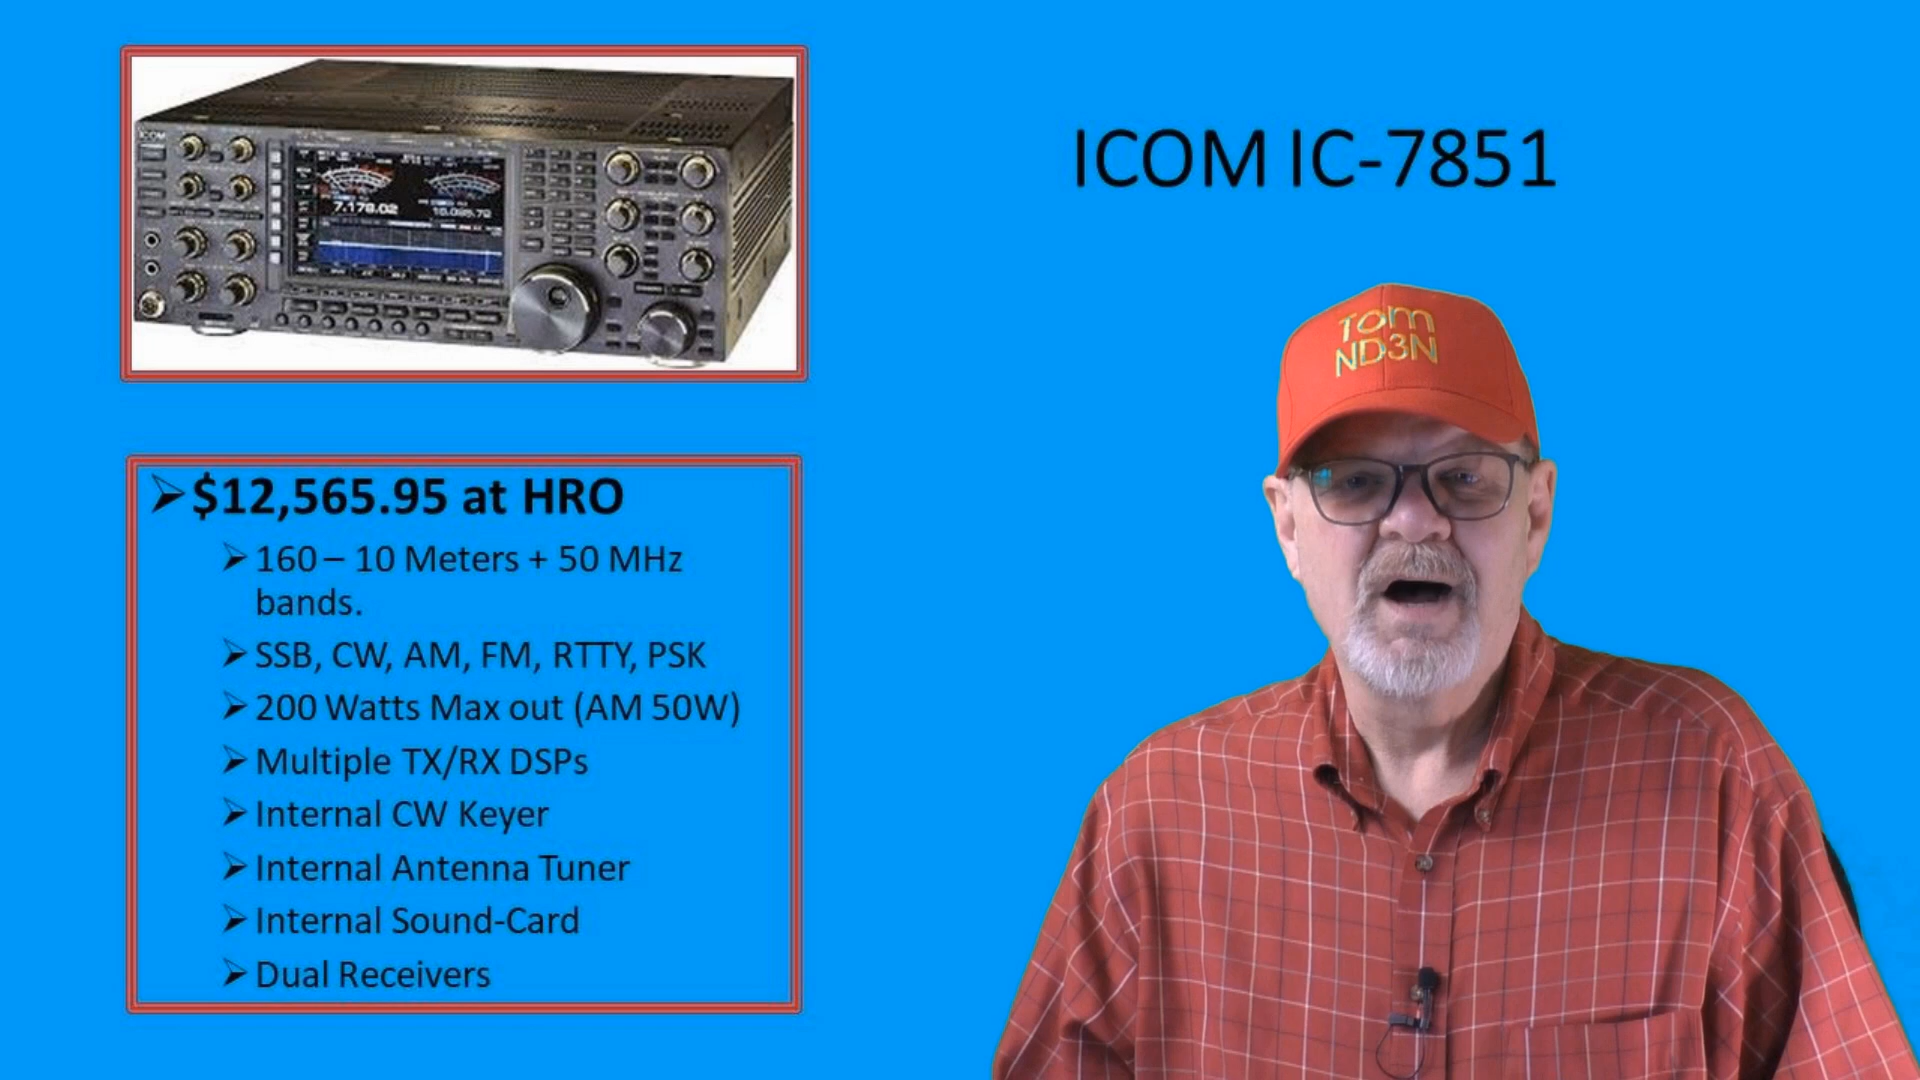 ICOM IC-7851
ICOM
7.178.02
Tom
ND3N
➢$12,565.95 at HRO
➢160 – 10 Meters + 50 MHz
bands.
➢SSB, CW, AM, FM, RTTY, PSK
➢200 Watts Max out (AM 50W)
➢Multiple TX/RX DSPs
➢Internal CW Keyer
➢Internal Antenna Tuner
➢Internal Sound-Card
➢Dual Receivers